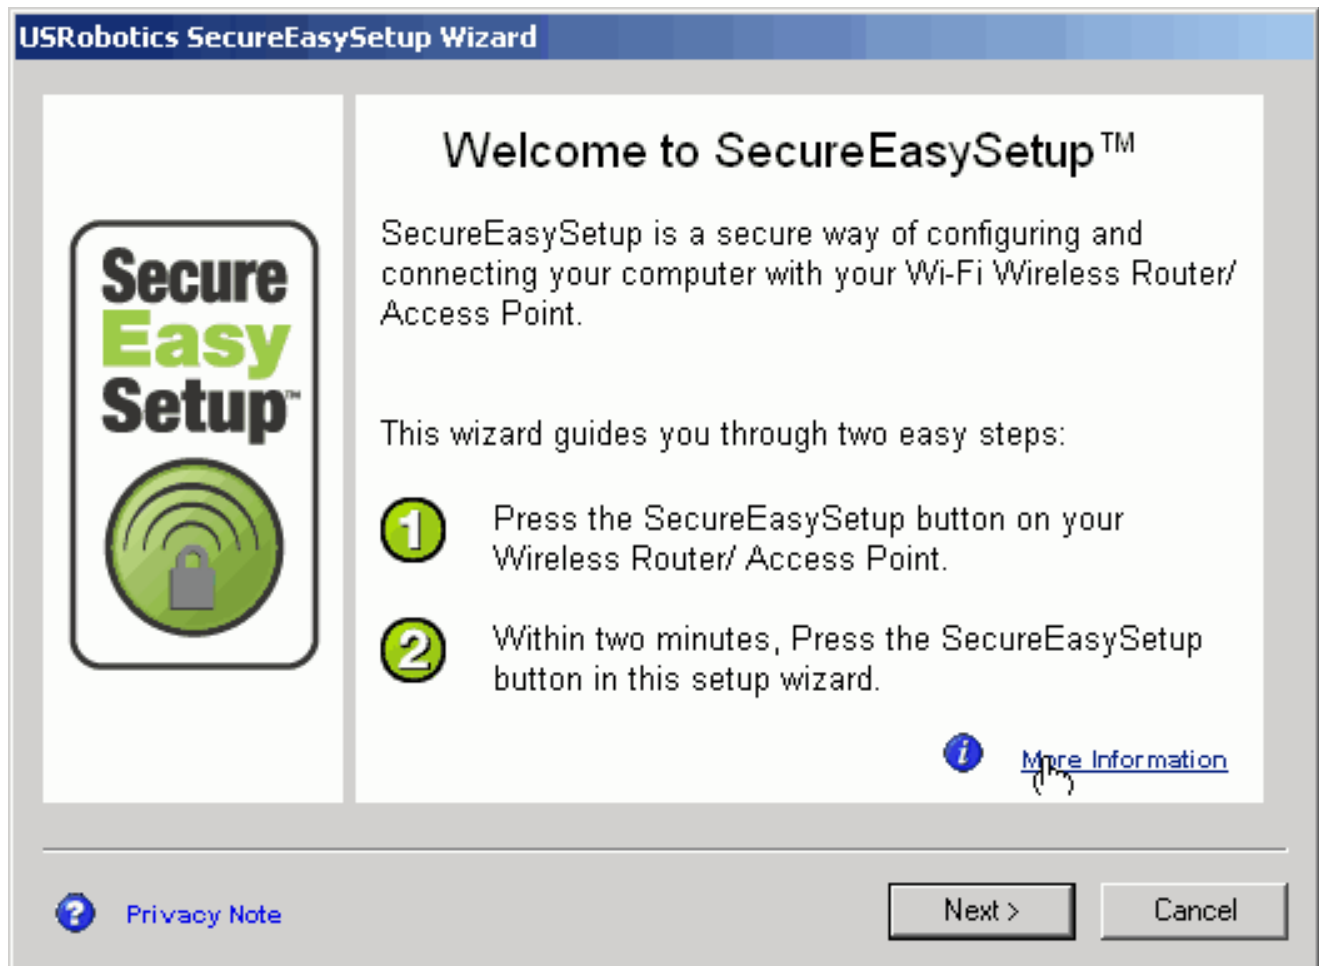 USRobotics SecureEasySetup Wizard
Secure
Easy
Setup™
Welcome to SecureEasySetup™
SecureEasySetup is a secure way of configuring and
connecting your computer with your Wi-Fi Wireless Router/
Access Point.
This wizard guides you through two easy steps:
1 Press the SecureEasySetup button on your
Wireless Router/ Access Point.
2 Within two minutes, Press the SecureEasySetup
button in this setup wizard.
i More Information
? Privacy Note
Next >
Cancel